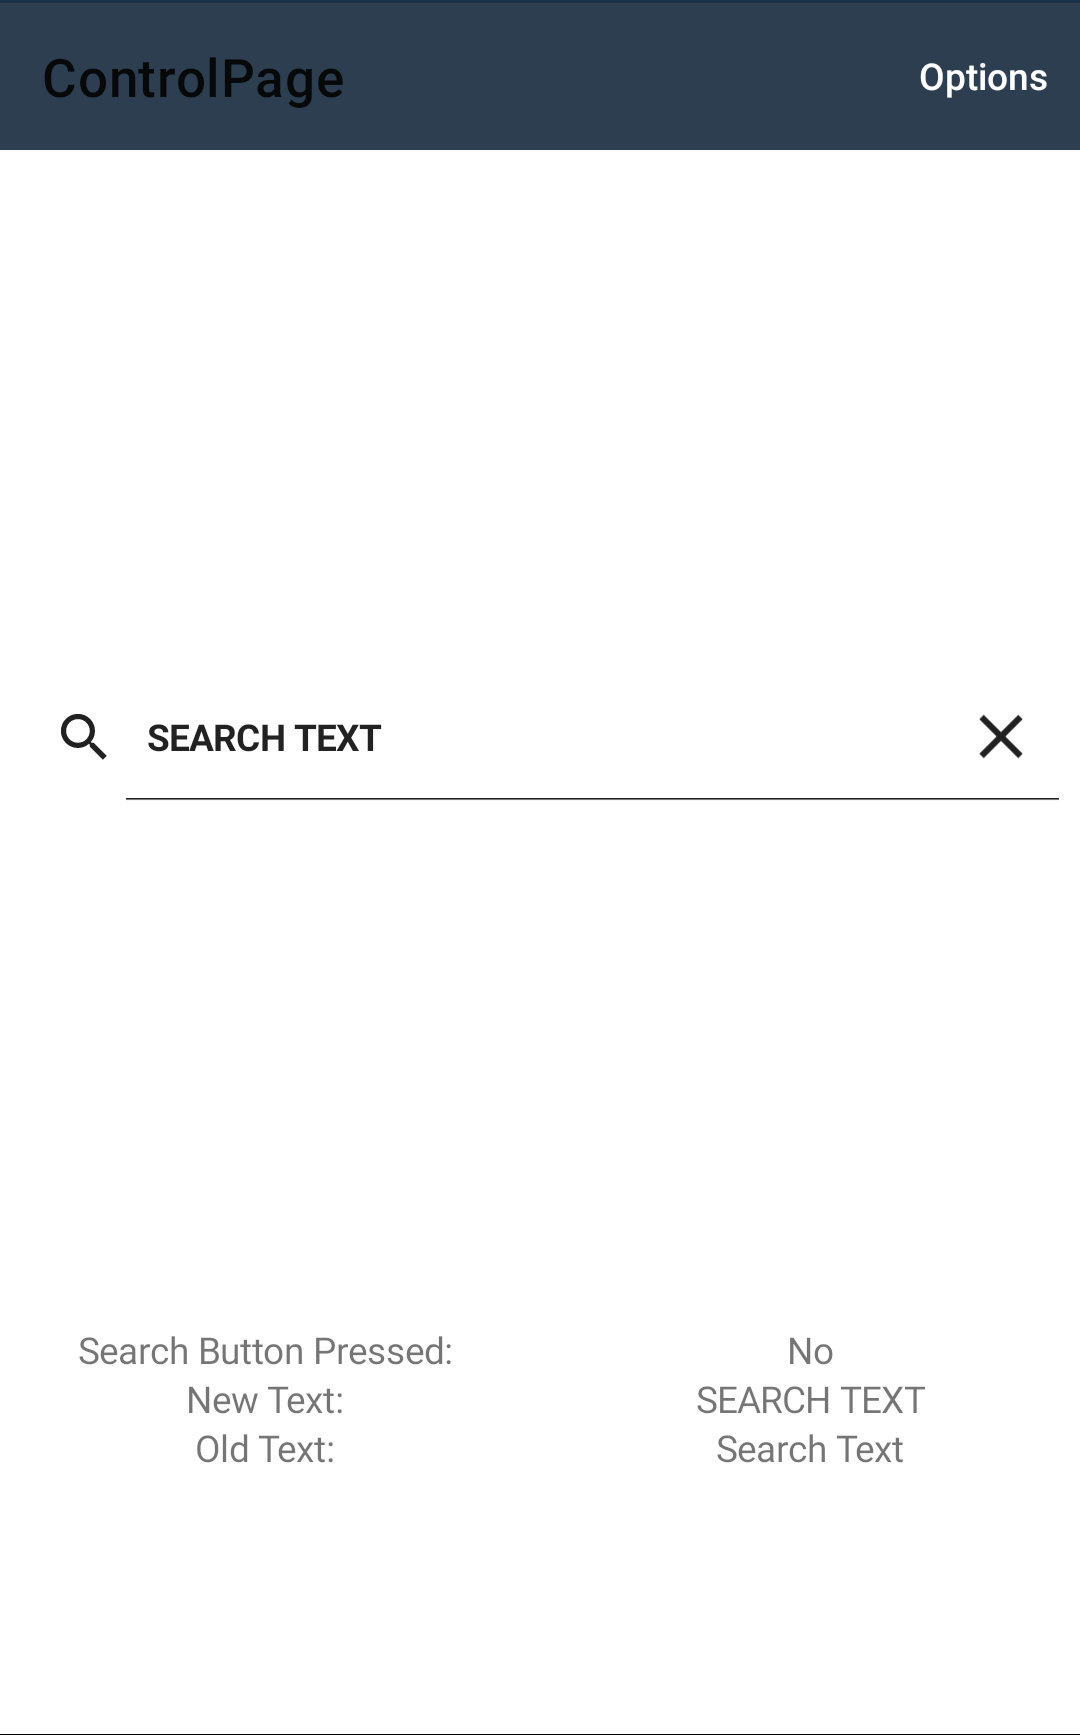 ControlPage Options
SEARCH TEXT
Search Button Pressed: No
New Text: SEARCH TEXT
Old Text: Search Text